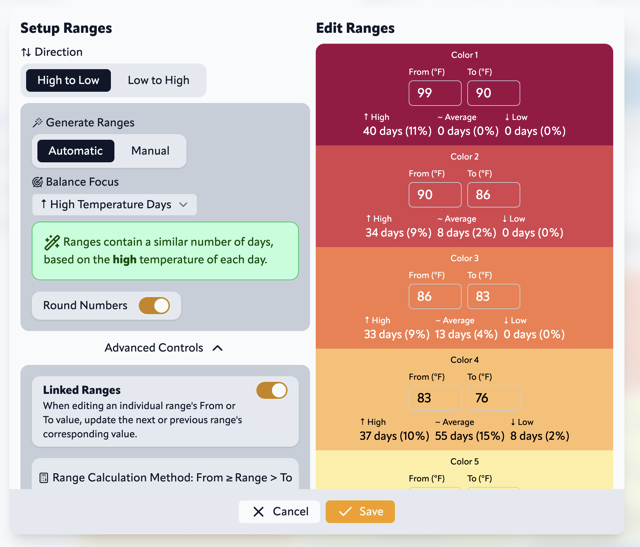 Setup Ranges
Direction
High to Low
Low to High
Generate Ranges
Automatic
Manual
Balance Focus
↑ High Temperature Days
Ranges contain a similar number of days,
based on the high temperature of each day.
Round Numbers
Advanced Controls
Linked Ranges
When editing an individual range's From or
To value, update the next or previous range's
corresponding value.
Range Calculation Method: From ≥ Range > To
Edit Ranges
Color 1
From (°F) To (°F)
99 90
↑ High ~ Average ↓ Low
40 days (11%) 0 days (0%) 0 days (0%)
Color 2
From (°F) To (°F)
90 86
↑ High ~ Average ↓ Low
34 days (9%) 8 days (2%) 0 days (0%)
Color 3
From (°F) To (°F)
86 83
↑ High ~ Average ↓ Low
33 days (9%) 13 days (4%) 0 days (0%)
Color 4
From (°F) To (°F)
83 76
↑ High ~ Average ↓ Low
37 days (10%) 55 days (15%) 8 days (2%)
Color 5
From (°F) To (°F)
Cancel
Save